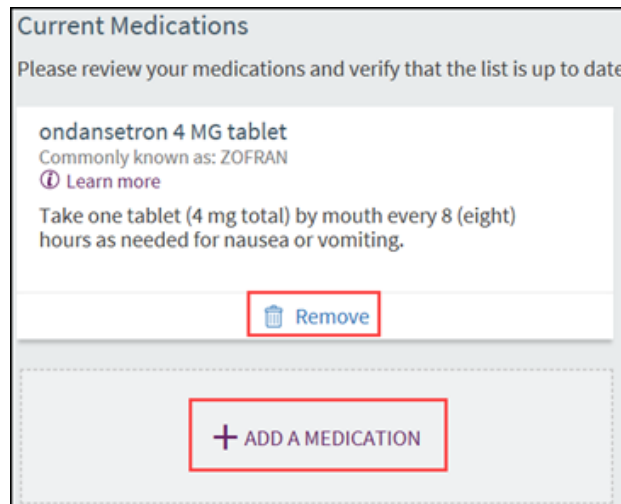 Current Medications
Please review your medications and verify that the list is up to date
ondansetron 4 MG tablet
Commonly known as: ZOFRAN
Learn more
Take one tablet (4 mg total) by mouth every 8 (eight)
hours as needed for nausea or vomiting.
Remove
+ ADD A MEDICATION